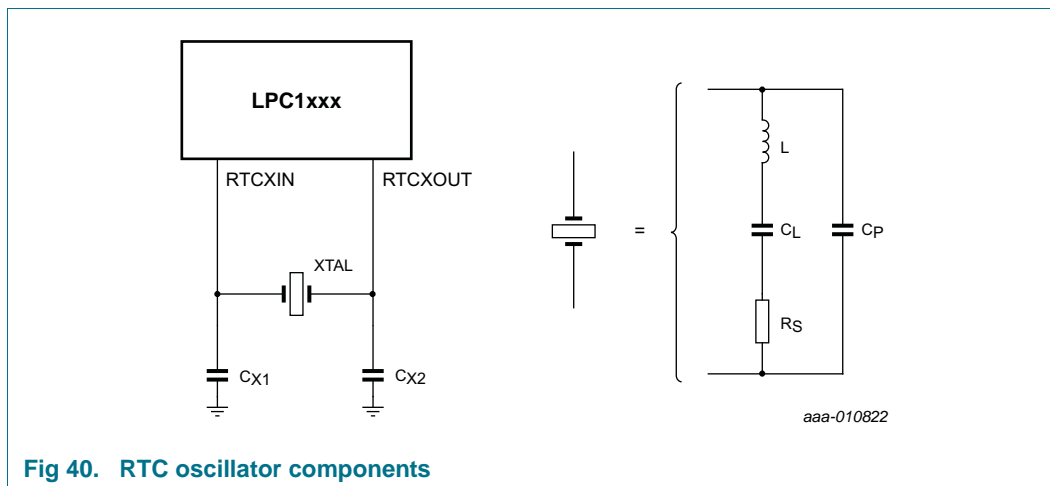 LPC1xxx
RTCXIN
RTCXOUT
XTAL
CX1
CX2
=
L
CL
CP
RS
aaa-010822
Fig 40. RTC oscillator components